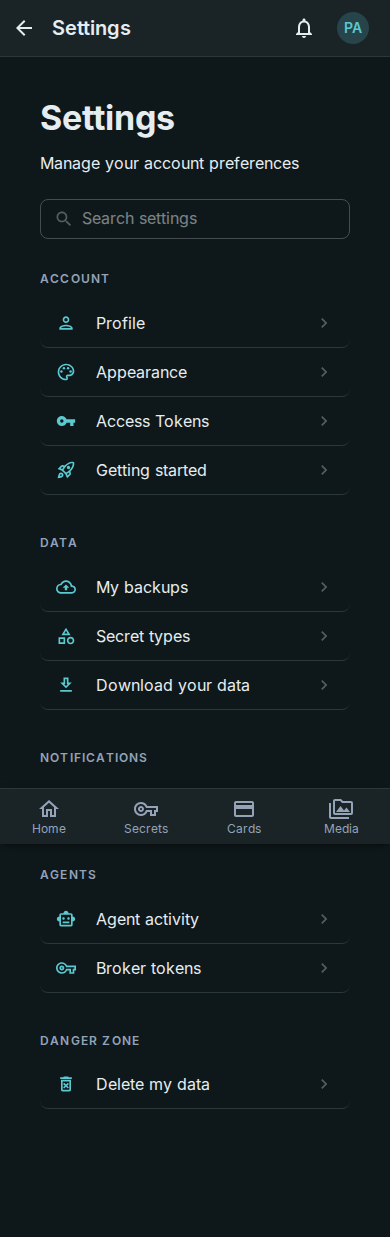 Settings
PA
Settings
Manage your account preferences
Search settings
ACCOUNT
Profile
Appearance
Access Tokens
Getting started
DATA
My backups
Secret types
Download your data
NOTIFICATIONS
Home
Secrets
Cards
Media
AGENTS
Agent activity
Broker tokens
DANGER ZONE
Delete my data